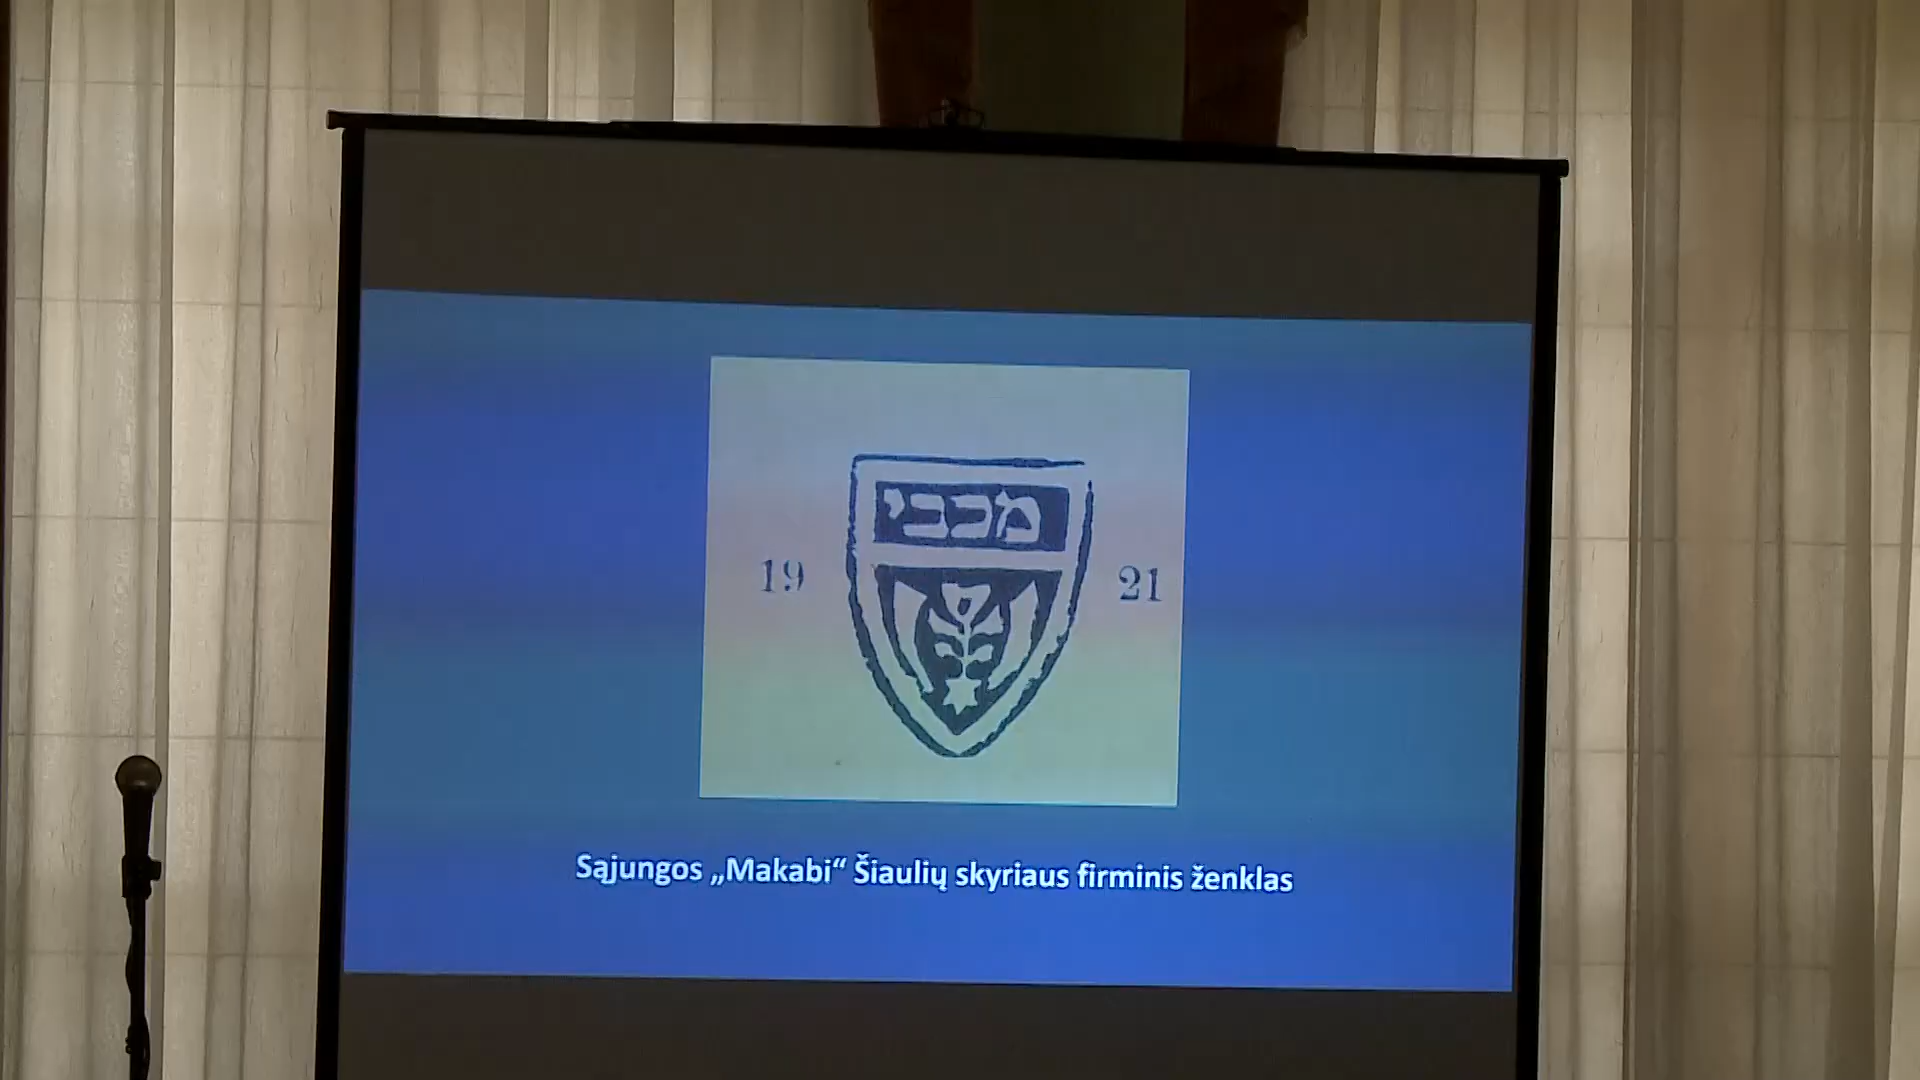 מכבי
19 21
Sąjungos „Makabi“ Šiaulių skyriaus firminis ženklas